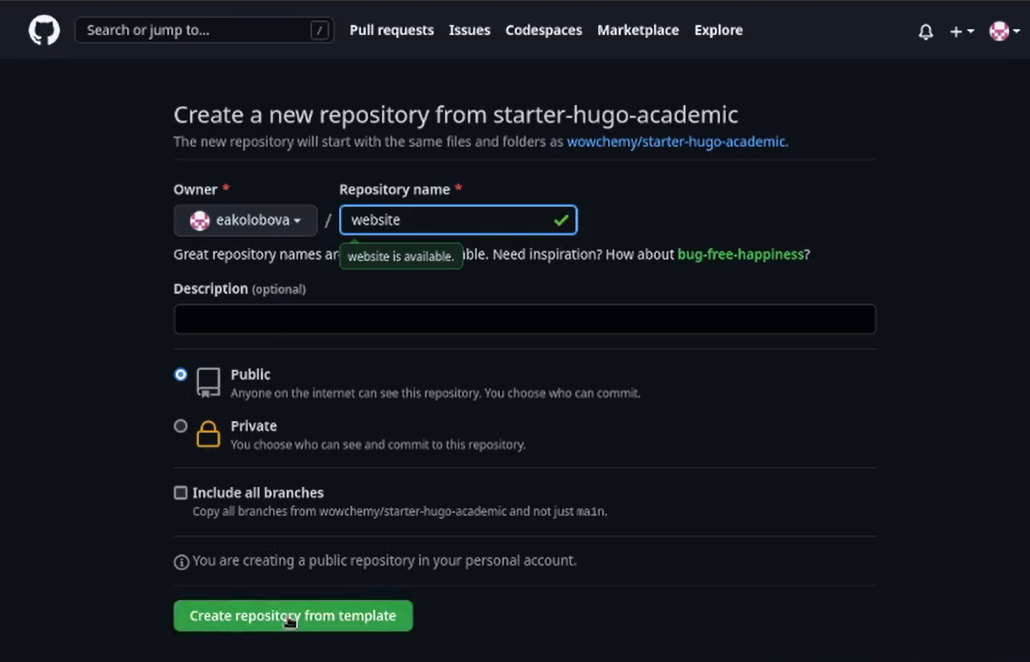 Search or jump to... /
Pull requests Issues Codespaces Marketplace Explore
Create a new repository from starter-hugo-academic
The new repository will start with the same files and folders as wowchemy/starter-hugo-academic.
Owner * Repository name *
eakolobova / website
Great repository names ar
website is available.
ble. Need inspiration? How about bug-free-happiness?
Description (optional)
Public
Anyone on the internet can see this repository. You choose who can commit.
Private
You choose who can see and commit to this repository.
Include all branches
Copy all branches from wowchemy/starter-hugo-academic and not just main.
You are creating a public repository in your personal account.
Create repository from template